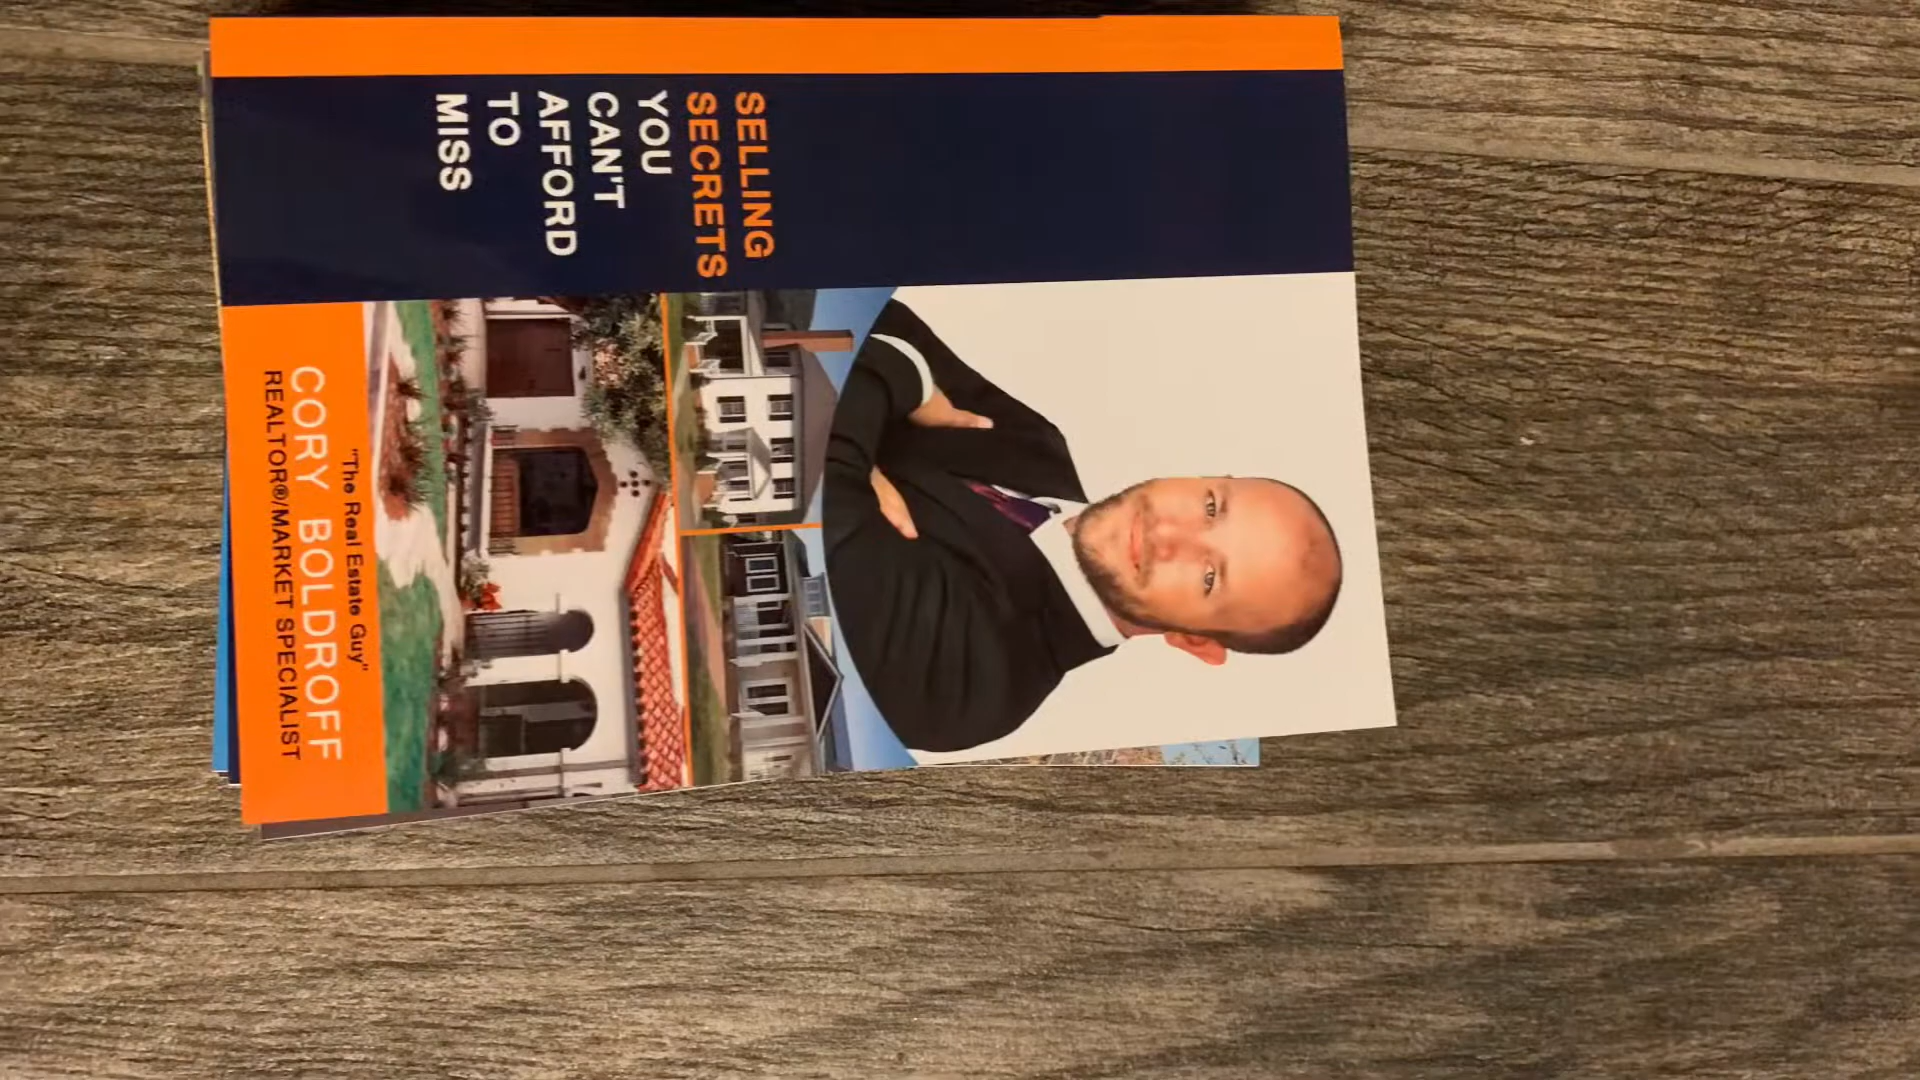 SELLING
SECRETS
YOU
CAN'T
AFFORD
TO
MISS
"The Real Estate Guy"
CORY BOLDROFF
REALTOR®/MARKET SPECIALIST